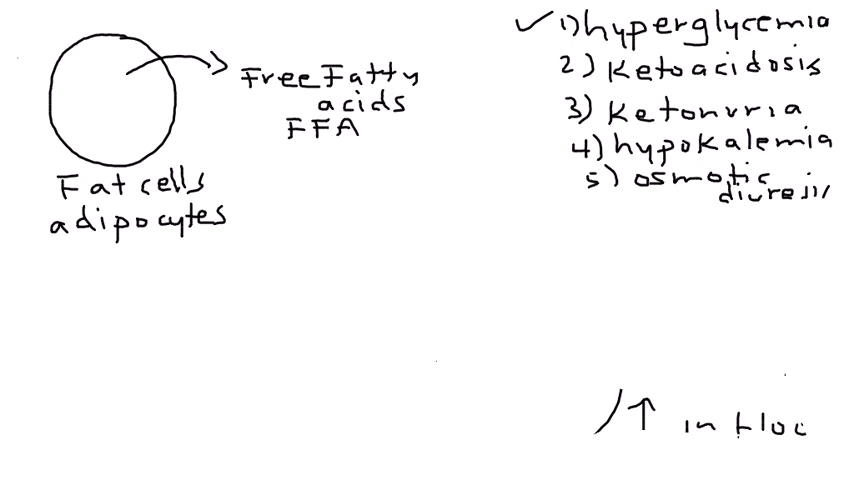 Free Fatty
acids
FFA
Fat cells
adipocytes
✓ 1) hyperglycemia
2) Ketoacidosis
3) Ketonuria
4) hypokalemia
5) osmotic
diuresis
↑ in